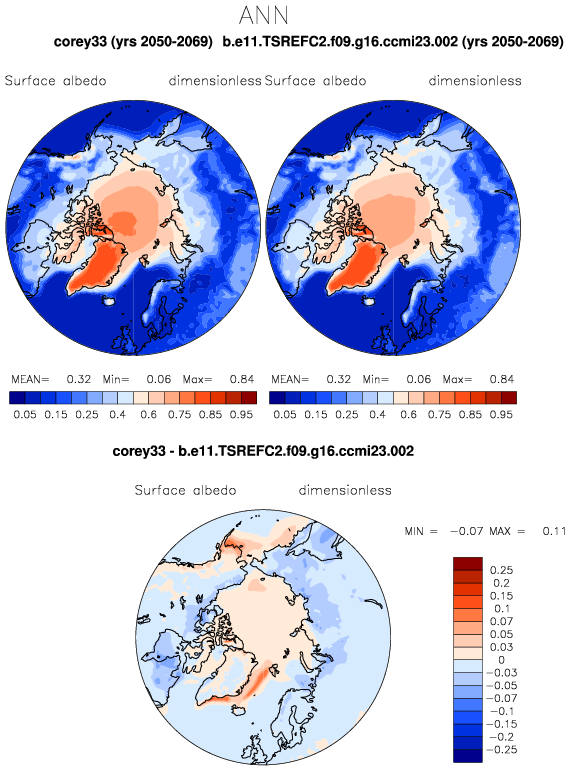 ANN
corey33 (yrs 2050-2069) b.e11.TSREFC2.f09.g16.ccmi23.002 (yrs 2050-2069)
Surface albedo dimensionless Surface albedo dimensionless
MEAN= 0.32 Min= 0.06 Max= 0.84 MEAN= 0.32 Min= 0.06 Max= 0.84
0.05 0.15 0.25 0.4 0.6 0.75 0.85 0.95 0.05 0.15 0.25 0.4 0.6 0.75 0.85 0.95
corey33 - b.e11.TSREFC2.f09.g16.ccmi23.002
Surface albedo dimensionless
MIN = -0.07 MAX = 0.11
0.25
0.2
0.15
0.1
0.07
0.05
0.03
0
-0.03
-0.05
-0.07
-0.1
-0.15
-0.2
-0.25